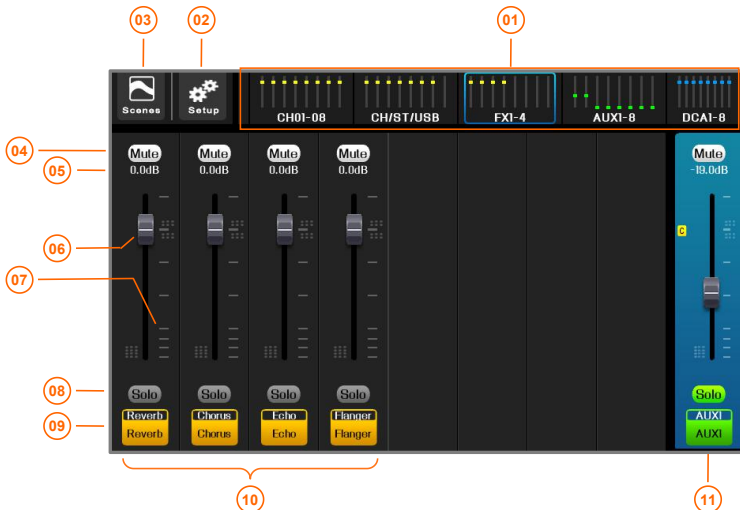 03
02
01
Scenes
Setup
CH01-08
CH/ST/USB
FX1-4
AUX1-8
DCA1-8
04
Mute
Mute
Mute
Mute
Mute
05
0.0dB
0.0dB
0.0dB
0.0dB
-19.0dB
C
06
07
08
Solo
Solo
Solo
Solo
Solo
Reverb
Chorus
Echo
Flanger
AUX1
09
Reverb
Chorus
Echo
Flanger
AUX1
10
11